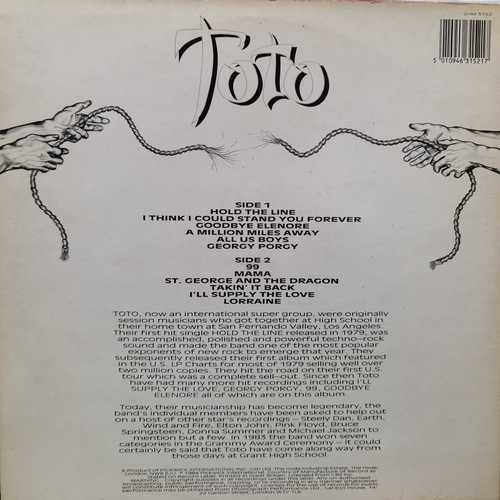 5 010946 315217
Toto
SIDE 1
HOLD THE LINE
I THINK I COULD STAND YOU FOREVER
GOODBYE ELENORE
A MILLION MILES AWAY
ALL US BOYS
GEORGY PORGY
SIDE 2
99
MAMA
ST. GEORGE AND THE DRAGON
TAKIN' IT BACK
I'LL SUPPLY THE LOVE
LORRAINE
TOTO, now an international super group, were originally
session musicians who got together at High School in
their home town at San Fernando Valley, Los Angeles.
Their first hit single HOLD THE LINE released in 1979, was
an accomplished, polished and powerful techno-rock
sound and made the band one of the most popular
exponents of new rock to emerge that year. They
subsequently released their first album which featured
in the U.S. LP Charts for most of 1979 selling well over
two million copies. They hit the road on their first U.S.
tour which was a complete sell-out. Since then Toto
have had many more hit recordings including I'LL
SUPPLY THE LOVE, GEORGY PORGY, 99, GOODBYE
ELENORE all of which are on this album.
Today, their musicianship has become legendary, the
band's individual members have been asked to help out
on a host of other star's recordings - Steely Dan, Earth,
Wind and Fire, Elton John, Pink Floyd, Bruce
Springsteen, Donna Summer and Michael Jackson to
mention but a few. In 1983 the band won seven
categories in the Grammy Award Ceremony - it could
certainly be said that Toto have come along way from
those days at Grant High School.